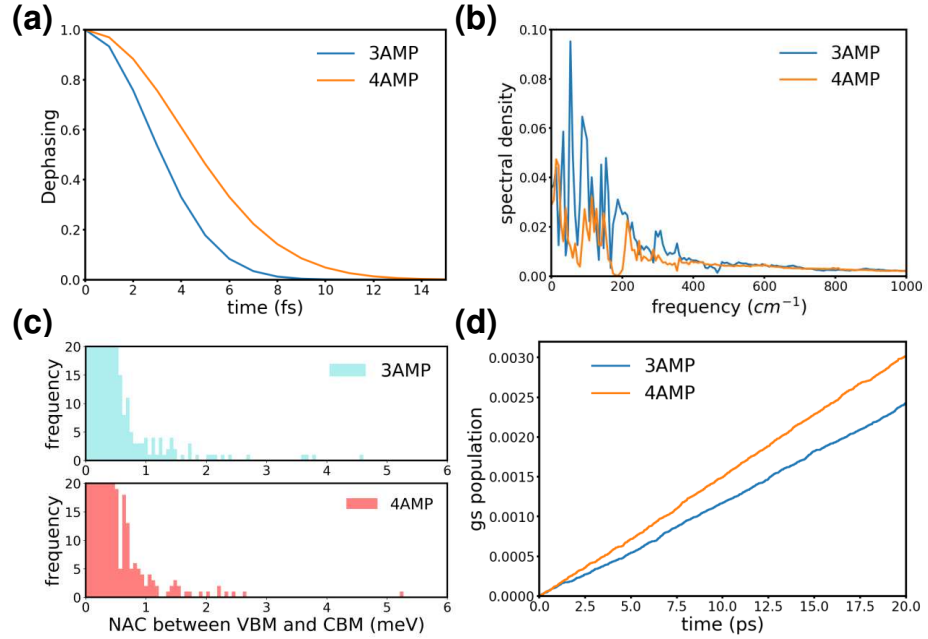 (a)
1.0
0.8
0.6
0.4
0.2
0.0
Dephasing
3AMP
4AMP
0 2 4 6 8 10 12 14
time (fs)
(b)
0.10
0.08
0.06
0.04
0.02
0.00
spectral density
3AMP
4AMP
0 200 400 600 800 1000
frequency (cm⁻¹)
(c)
20
15
10
5
0
frequency
3AMP
0 1 2 3 4 5 6
20
15
10
5
0
frequency
4AMP
0 1 2 3 4 5 6
NAC between VBM and CBM (meV)
(d)
0.0030
0.0025
0.0020
0.0015
0.0010
0.0005
0.0000
gs population
3AMP
4AMP
0.0 2.5 5.0 7.5 10.0 12.5 15.0 17.5 20.0
time (ps)